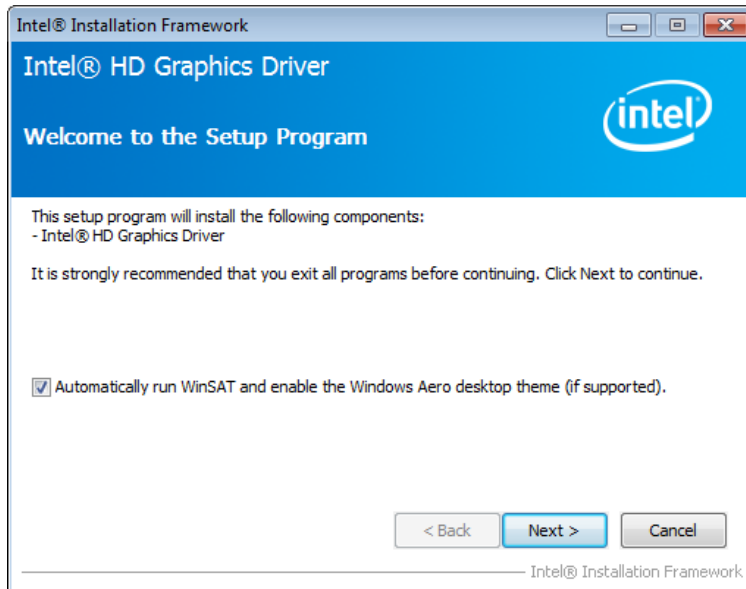 Intel® Installation Framework
Intel® HD Graphics Driver
intel
Welcome to the Setup Program
This setup program will install the following components:
- Intel® HD Graphics Driver
It is strongly recommended that you exit all programs before continuing. Click Next to continue.
Automatically run WinSAT and enable the Windows Aero desktop theme (if supported).
< Back
Next >
Cancel
Intel® Installation Framework